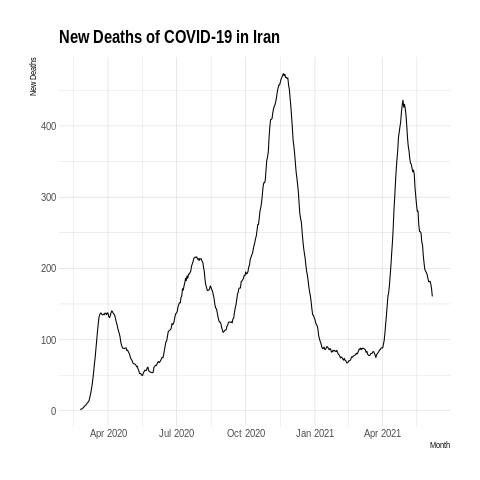 New Deaths of COVID-19 in Iran
New Deaths
400
300
200
100
0
Apr 2020 Jul 2020 Oct 2020 Jan 2021 Apr 2021
Month